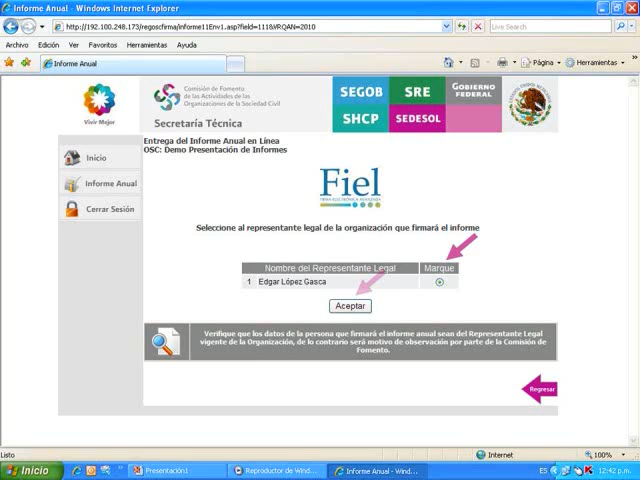 Informe Anual - Windows Internet Explorer
http://192.100.248.173/regoscfirma/Informe11Env1.asp?field=111&VRQAN=2010
Live Search
Archivo Edición Ver Favoritos Herramientas Ayuda
Informe Anual
Página Herramientas
Vivir Mejor
Comisión de Fomento
de las Actividades de las
Organizaciones de la Sociedad Civil
Secretaría Técnica
SEGOB SRE GOBIERNO FEDERAL
SHCP SEDESOL
Inicio
Informe Anual
Cerrar Sesión
Entrega del Informe Anual en Línea
OSC: Demo Presentación de Informes
Fiel
FIRMA ELECTRÓNICA AVANZADA
Seleccione al representante legal de la organización que firmará el informe
Nombre del Representante Legal Marque
1 Edgar López Gasca
Aceptar
Verifique que los datos de la persona que firmará el informe anual sean del Representante Legal
vigente de la Organización, de lo contrario será motivo de observación por parte de la Comisión de
Fomento.
Regresar
Listo
Internet
100%
Inicio
Presentación1
Reproductor de Wind...
Informe Anual - Wind...
ES
12:42 p.m.